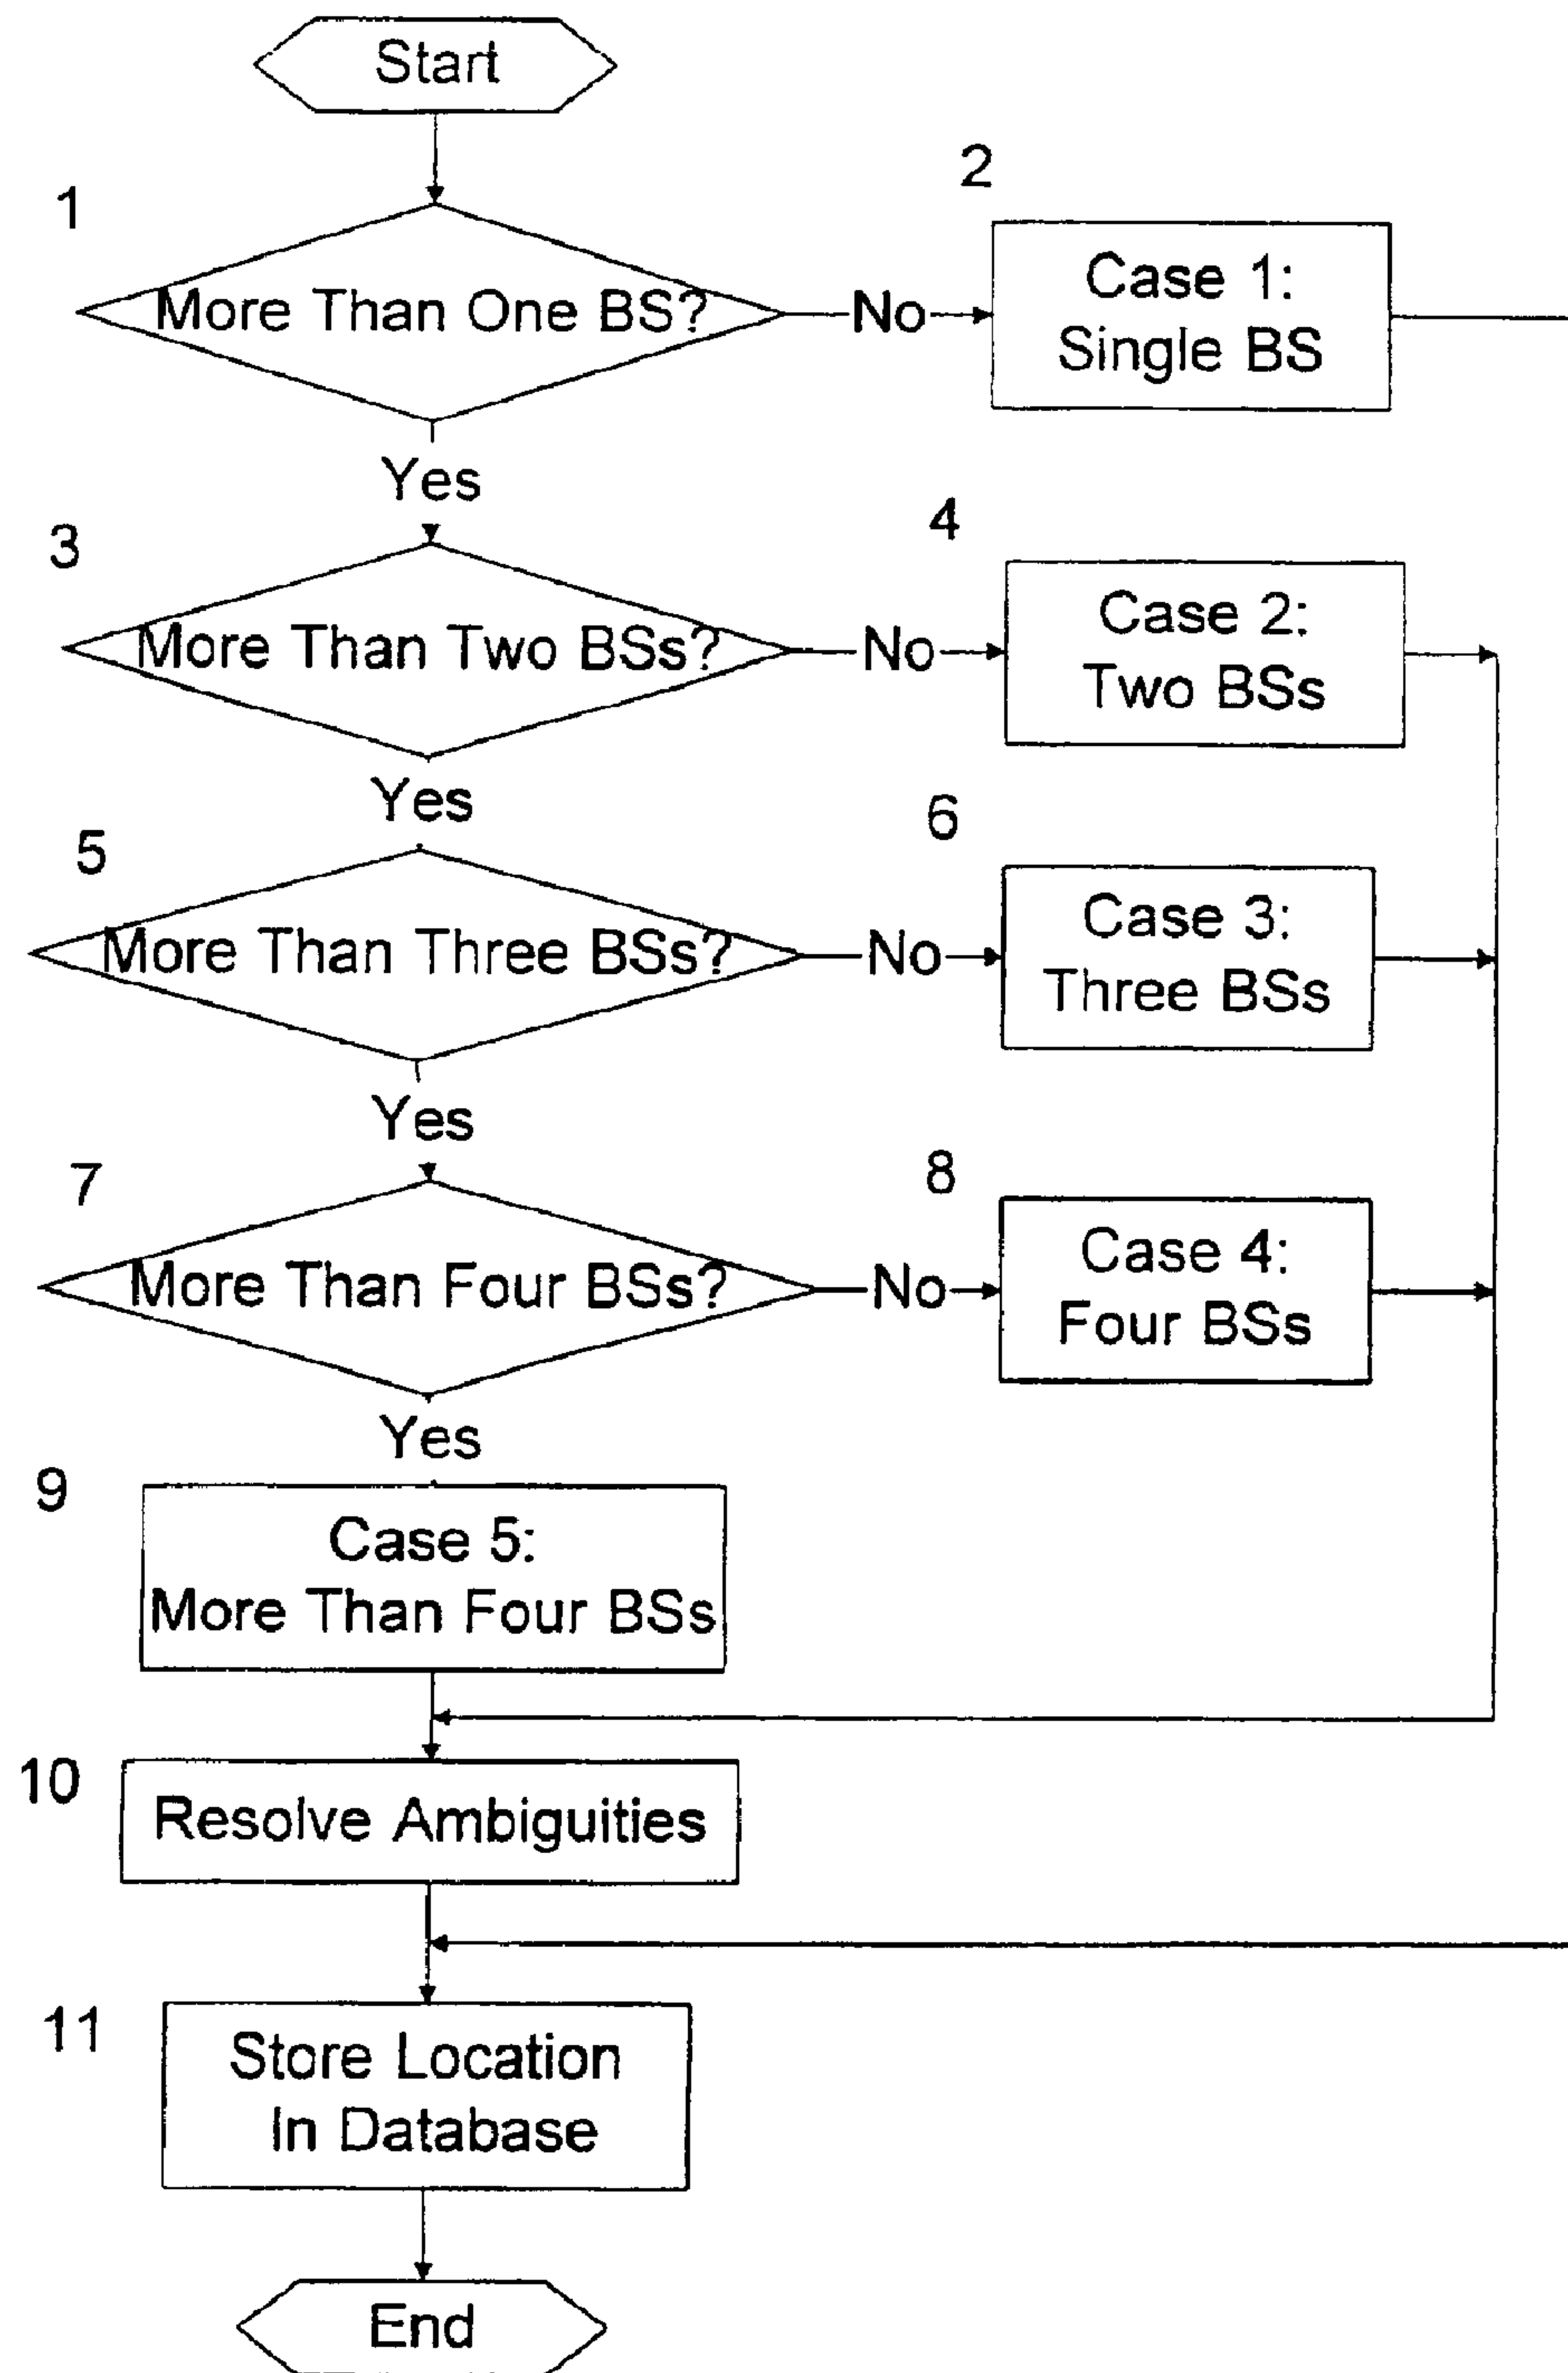 Start
1
2
More Than One BS?
No
Case 1:
Single BS
Yes
3
4
More Than Two BSs?
No
Case 2:
Two BSs
Yes
5
6
More Than Three BSs?
No
Case 3:
Three BSs
Yes
7
8
More Than Four BSs?
No
Case 4:
Four BSs
Yes
9
Case 5:
More Than Four BSs
10
Resolve Ambiguities
11
Store Location
In Database
End